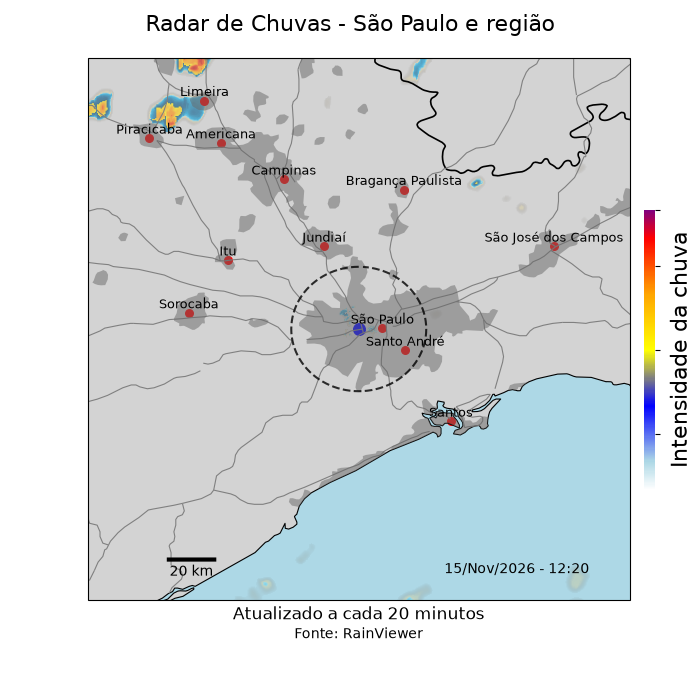 Radar de Chuvas - São Paulo e região
Limeira
Piracicaba
Americana
Campinas
Bragança Paulista
Jundiaí
São José dos Campos
Itu
Sorocaba
São Paulo
Santo André
Santos
Intensidade da chuva
20 km
15/Nov/2026 - 12:20
Atualizado a cada 20 minutos
Fonte: RainViewer